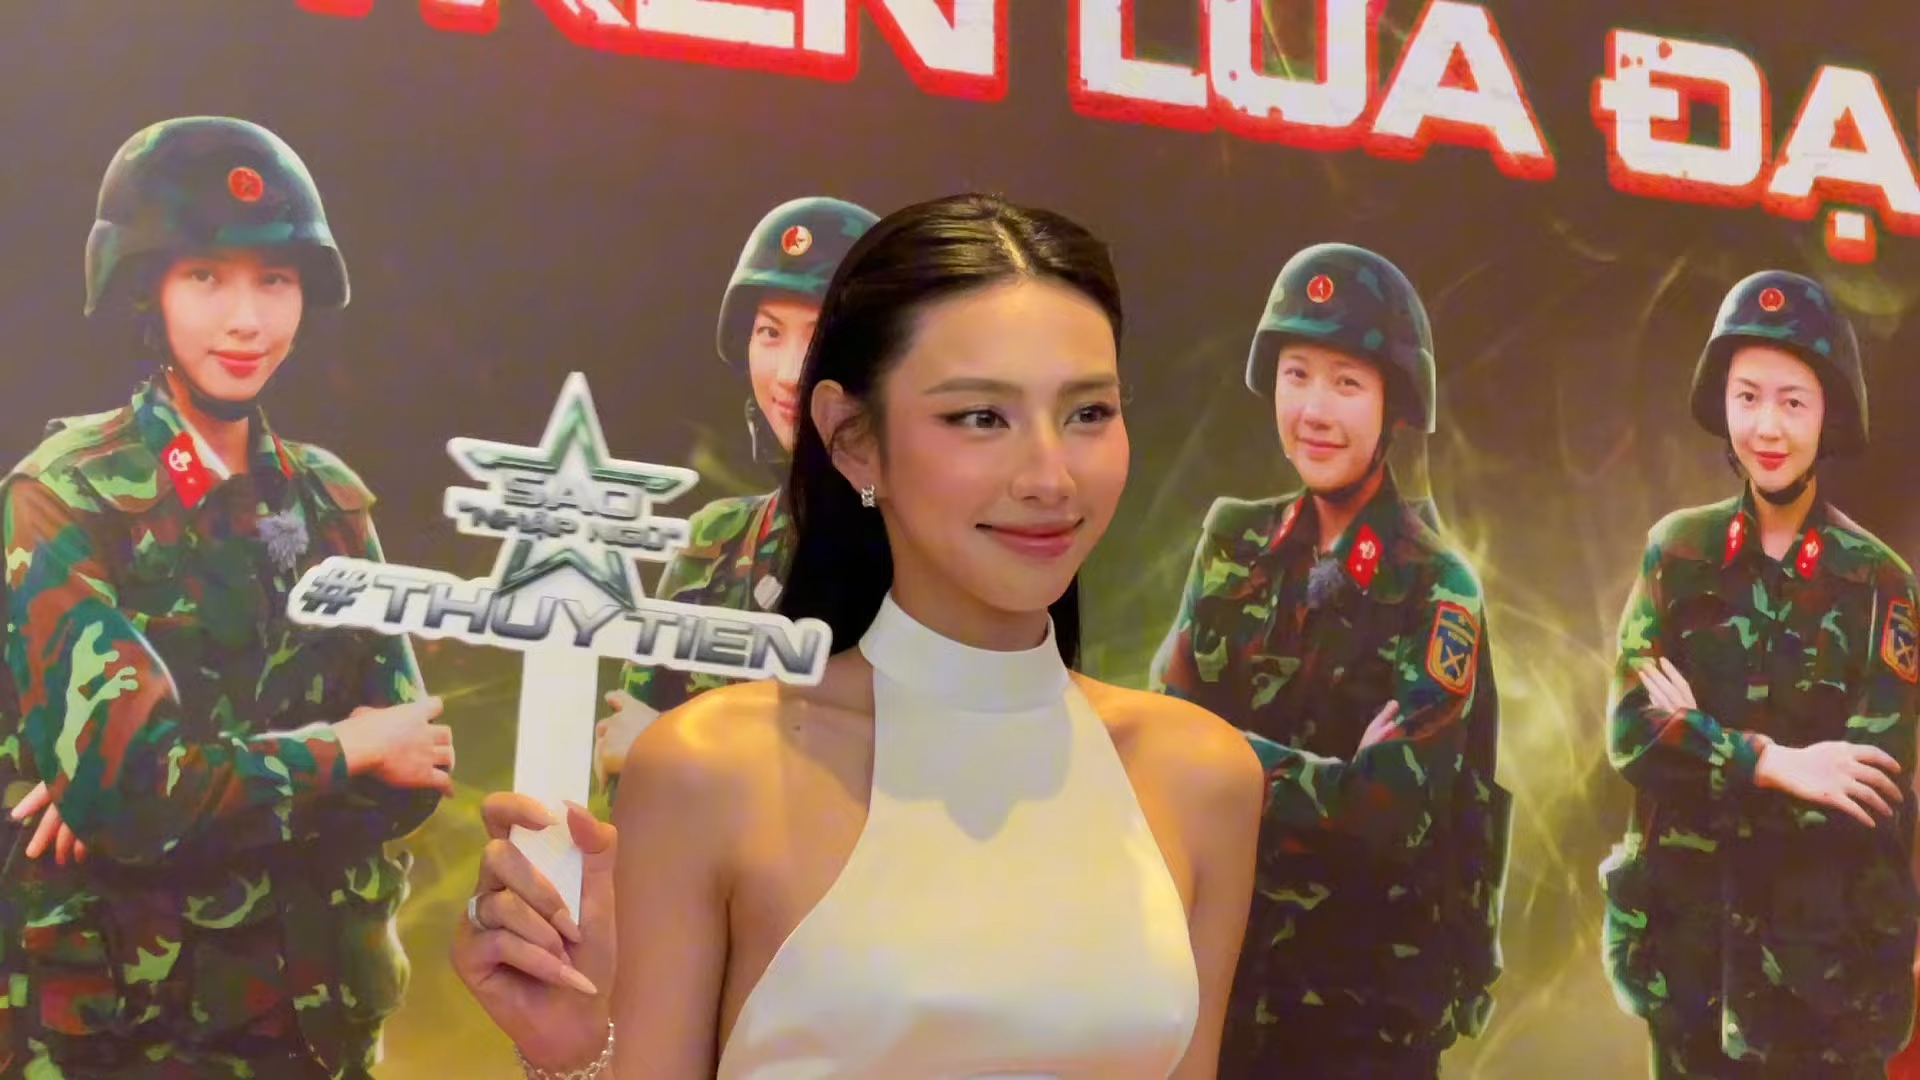 LỬA ĐẠ
SAO
"NHẬP NGŨ"
#THUYTIEN